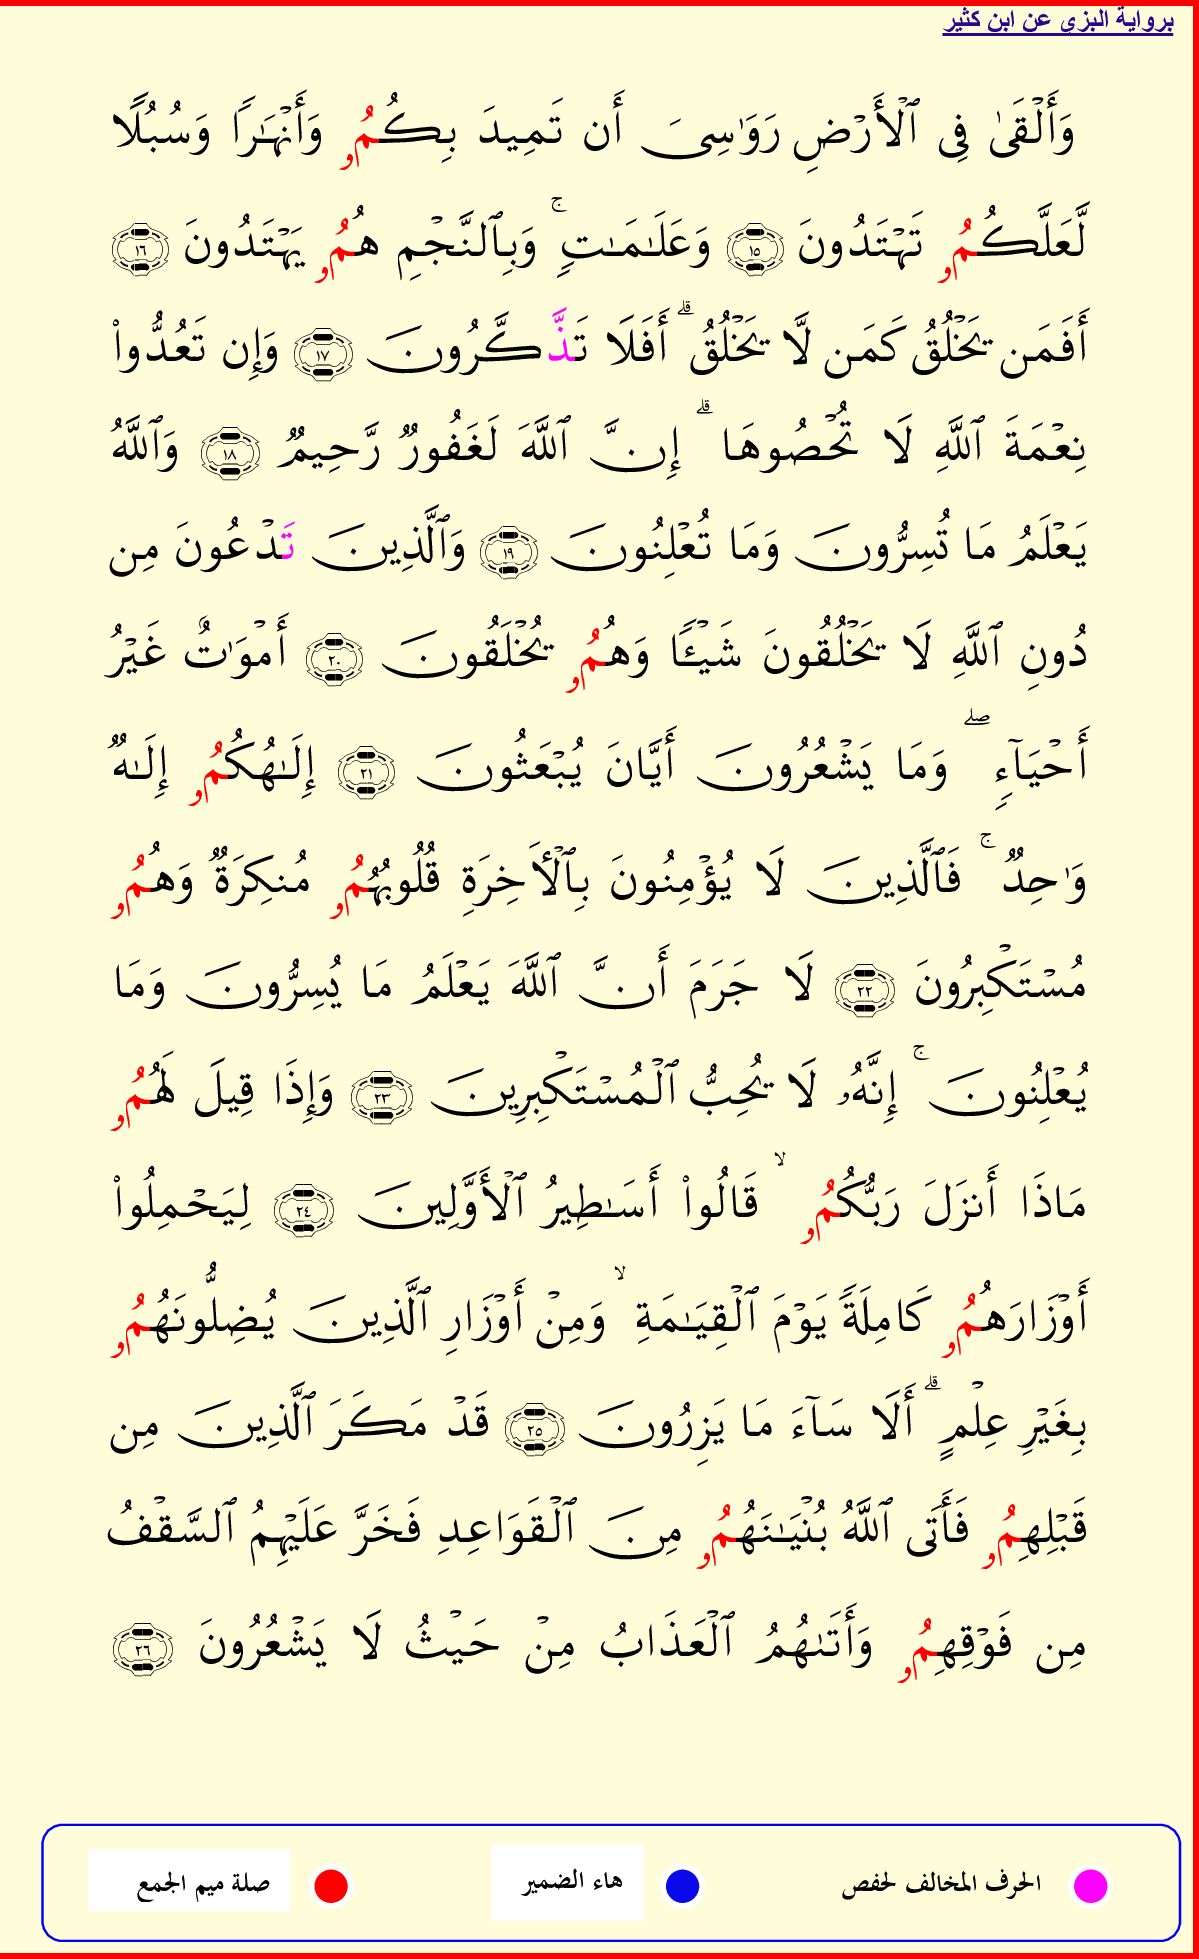 برواية البزي عن ابن كثير
وَأَلْقَىٰ فِي ٱلْأَرْضِ رَوَٰسِيَ أَن تَمِيدَ بِكُمُۥ وَأَنْهَٰرًا وَسُبُلًا
لَّعَلَّكُمُۥ تَهْتَدُونَ ١٥ وَعَلَٰمَٰتٍۚ وَبِٱلنَّجْمِ هُمُۥ يَهْتَدُونَ ١٦
أَفَمَن يَخْلُقُ كَمَن لَّا يَخْلُقُۗ أَفَلَا تَذَّكَّرُونَ ١٧ وَإِن تَعُدُّوا۟
نِعْمَةَ ٱللَّهِ لَا تُحْصُوهَاۗ إِنَّ ٱللَّهَ لَغَفُورٌ رَّحِيمٌ ١٨ وَٱللَّهُ
يَعْلَمُ مَا تُسِرُّونَ وَمَا تُعْلِنُونَ ١٩ وَٱلَّذِينَ تَدْعُونَ مِن
دُونِ ٱللَّهِ لَا يَخْلُقُونَ شَيْـًٔا وَهُمُۥ يُخْلَقُونَ ٢٠ أَمْوَٰتٌ غَيْرُ
أَحْيَآءٍۖ وَمَا يَشْعُرُونَ أَيَّانَ يُبْعَثُونَ ٢١ إِلَٰهُكُمُۥ إِلَٰهٌ
وَٰحِدٌۚ فَٱلَّذِينَ لَا يُؤْمِنُونَ بِٱلْأَخِرَةِ قُلُوبُهُمُۥ مُنكِرَةٌ وَهُمُۥ
مُسْتَكْبِرُونَ ٢٢ لَا جَرَمَ أَنَّ ٱللَّهَ يَعْلَمُ مَا يُسِرُّونَ وَمَا
يُعْلِنُونَۚ إِنَّهُۥ لَا يُحِبُّ ٱلْمُسْتَكْبِرِينَ ٢٣ وَإِذَا قِيلَ لَهُمُۥ
مَاذَا أَنزَلَ رَبُّكُمُۥۙ قَالُوا۟ أَسَٰطِيرُ ٱلْأَوَّلِينَ ٢٤ لِيَحْمِلُوا۟
أَوْزَارَهُمُۥ كَامِلَةً يَوْمَ ٱلْقِيَٰمَةِۙ وَمِنْ أَوْزَارِ ٱلَّذِينَ يُضِلُّونَهُمُۥ
بِغَيْرِ عِلْمٍۗ أَلَا سَآءَ مَا يَزِرُونَ ٢٥ قَدْ مَكَرَ ٱلَّذِينَ مِن
قَبْلِهِمُۥ فَأَتَى ٱللَّهُ بُنْيَٰنَهُمُۥ مِنَ ٱلْقَوَاعِدِ فَخَرَّ عَلَيْهِمُ ٱلسَّقْفُ
مِن فَوْقِهِمُۥ وَأَتَىٰهُمُ ٱلْعَذَابُ مِنْ حَيْثُ لَا يَشْعُرُونَ ٢٦
الحرف المخالف لحفص هاء الضمير صلة ميم الجمع